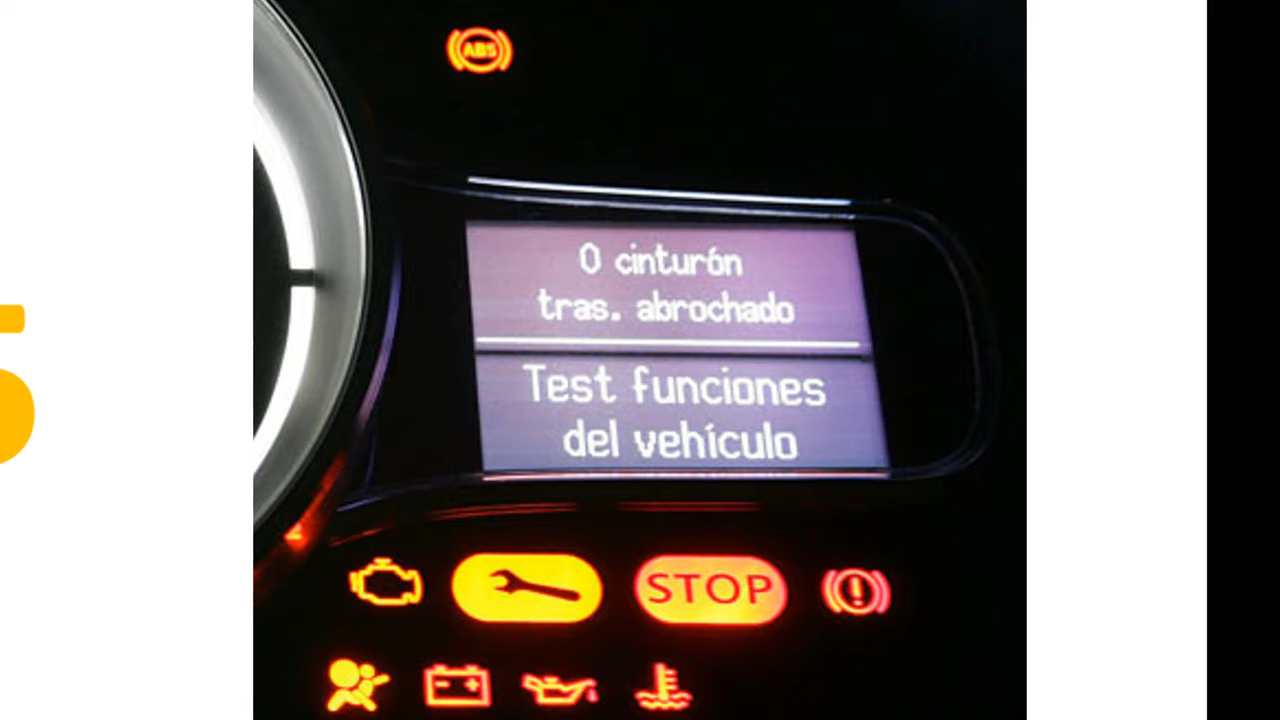 ABS
0 cinturón
tras. abrochado
Test funciones
del vehículo
STOP